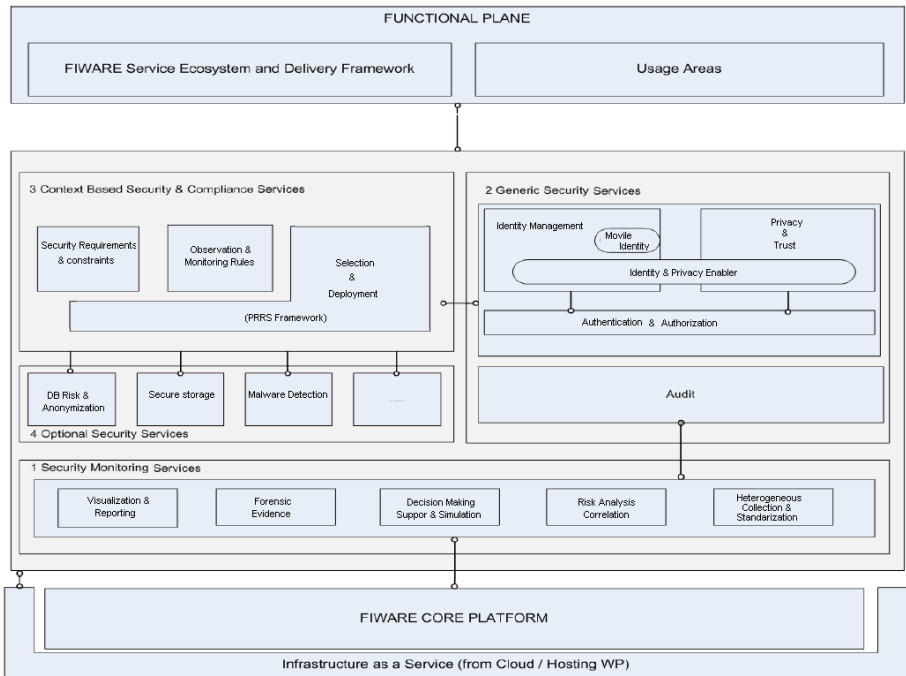 FUNCTIONAL PLANE
FIWARE Service Ecosystem and Delivery Framework
Usage Areas
3 Context Based Security & Compliance Services
Security Requirements
& constraints
Observation &
Monitoring Rules
Selection
&
Deployment
(PRRS Framework)
2 Generic Security Services
Identity Management
Movile
Identity
Privacy
&
Trust
Identity & Privacy Enabler
Authentication & Authorization
DB Risk &
Anonymization
Secure storage
Malware Detection
......
4 Optional Security Services
Audit
1 Security Monitoring Services
Visualization &
Reporting
Forensic
Evidence
Decision Making
Suppor & Simulation
Risk Analysis
Correlation
Heterogeneous
Collection &
Standarization
FIWARE CORE PLATFORM
Infrastructure as a Service (from Cloud / Hosting WP)